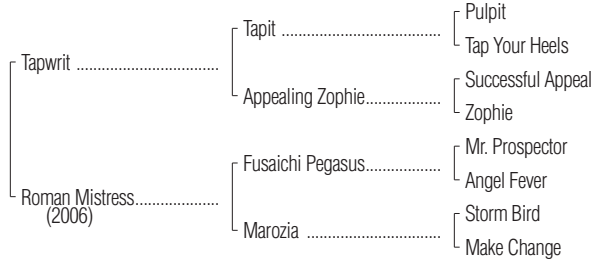 Pulpit
Tapit ........................................
Tap Your Heels
Tapwrit ....................................
Successful Appeal
Appealing Zophie...................
Zophie
Mr. Prospector
Fusaichi Pegasus...................
Angel Fever
Roman Mistress.....................
(2006)
Storm Bird
Marozia ..................................
Make Change